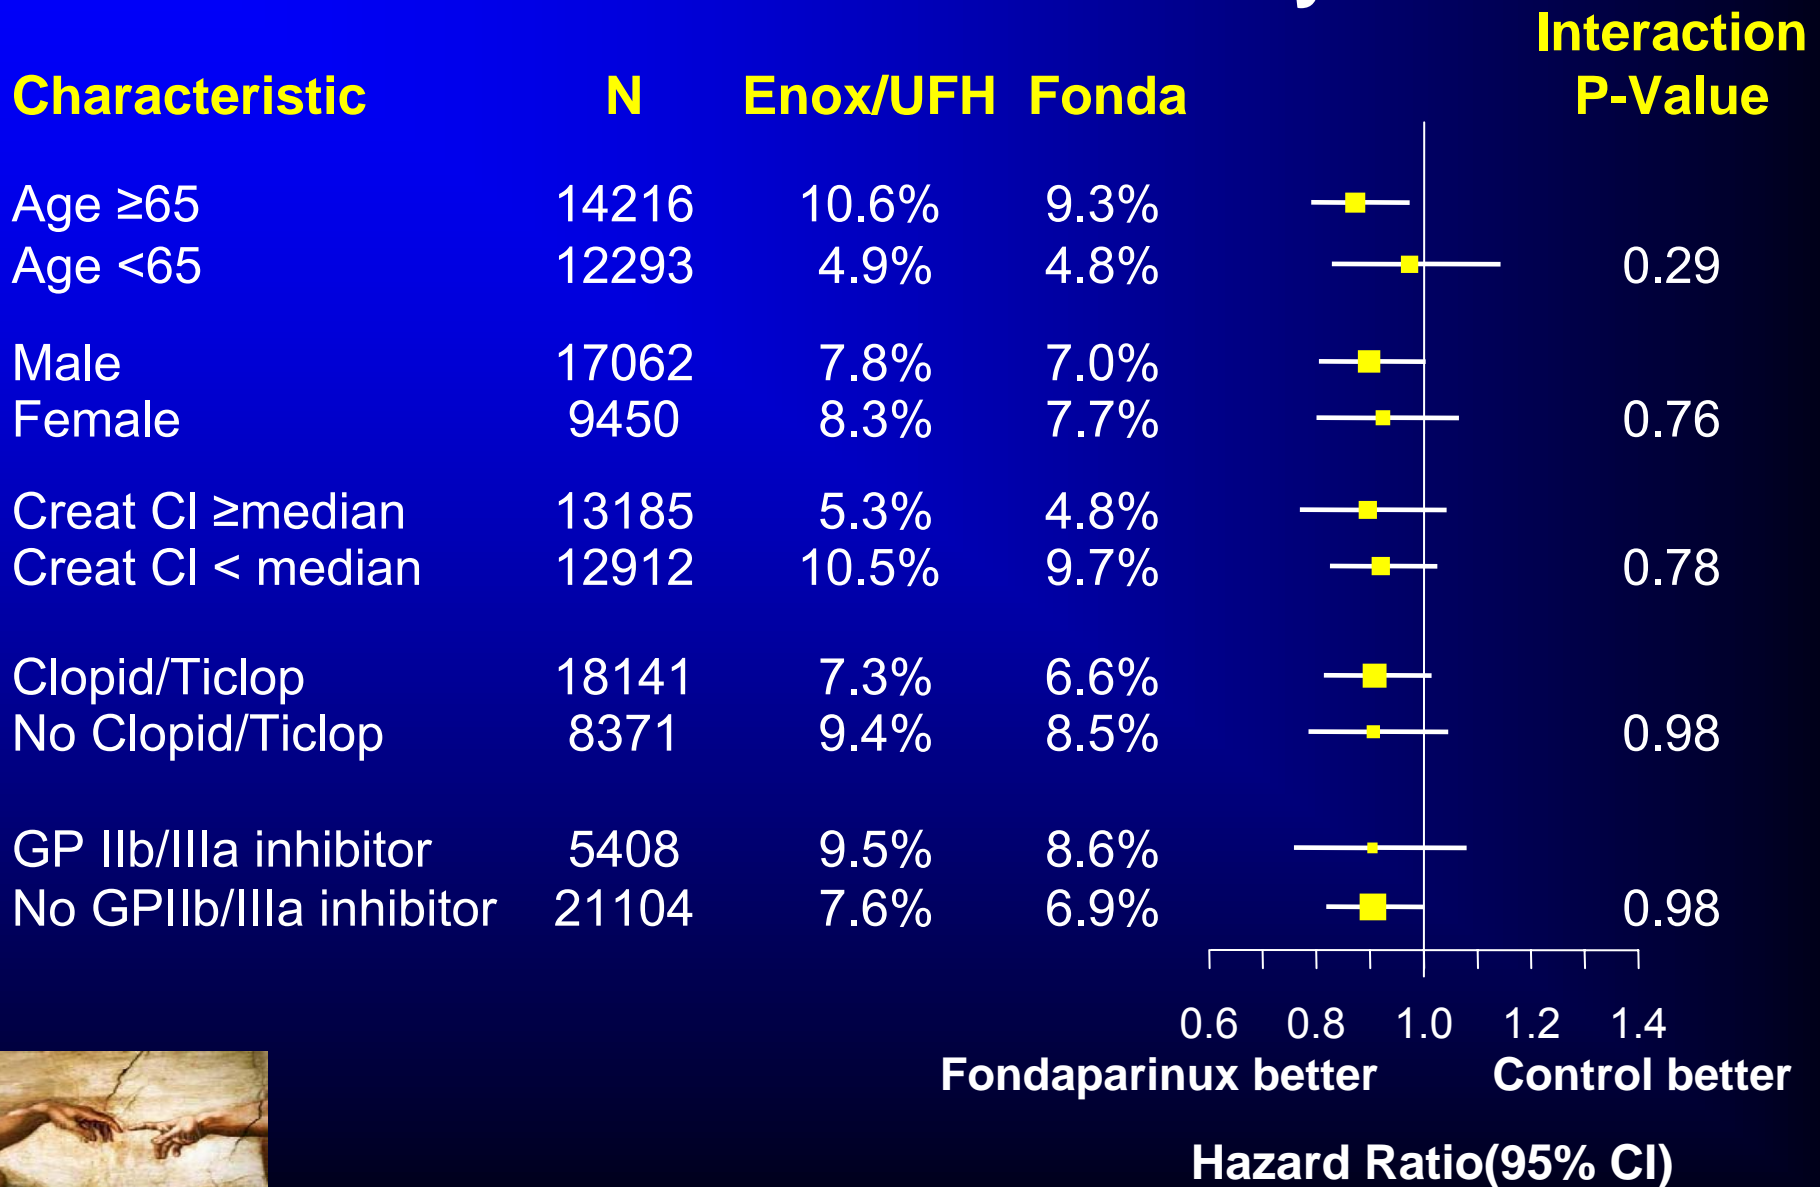 Interaction
Characteristic N Enox/UFH Fonda P-Value
Age ≥65 14216 10.6% 9.3%
Age <65 12293 4.9% 4.8% 0.29
Male 17062 7.8% 7.0%
Female 9450 8.3% 7.7% 0.76
Creat Cl ≥median 13185 5.3% 4.8%
Creat Cl < median 12912 10.5% 9.7% 0.78
Clopid/Ticlop 18141 7.3% 6.6%
No Clopid/Ticlop 8371 9.4% 8.5% 0.98
GP IIb/IIIa inhibitor 5408 9.5% 8.6%
No GPIIb/IIIa inhibitor 21104 7.6% 6.9% 0.98
0.6 0.8 1.0 1.2 1.4
Fondaparinux better Control better
Hazard Ratio(95% CI)